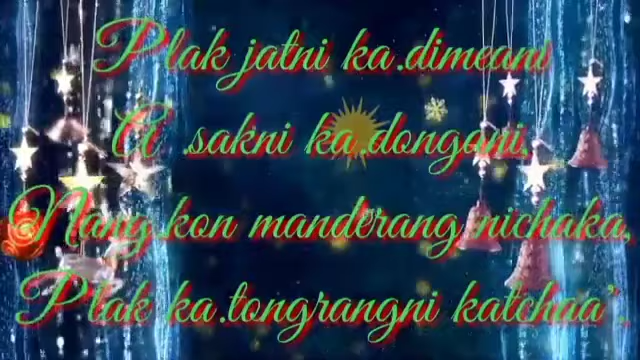 Plak jatni ka.dimeani
A .sakni ka.dongani,
Nang.kon manderang nichaka,
Plak ka.tongrangni katchaa".